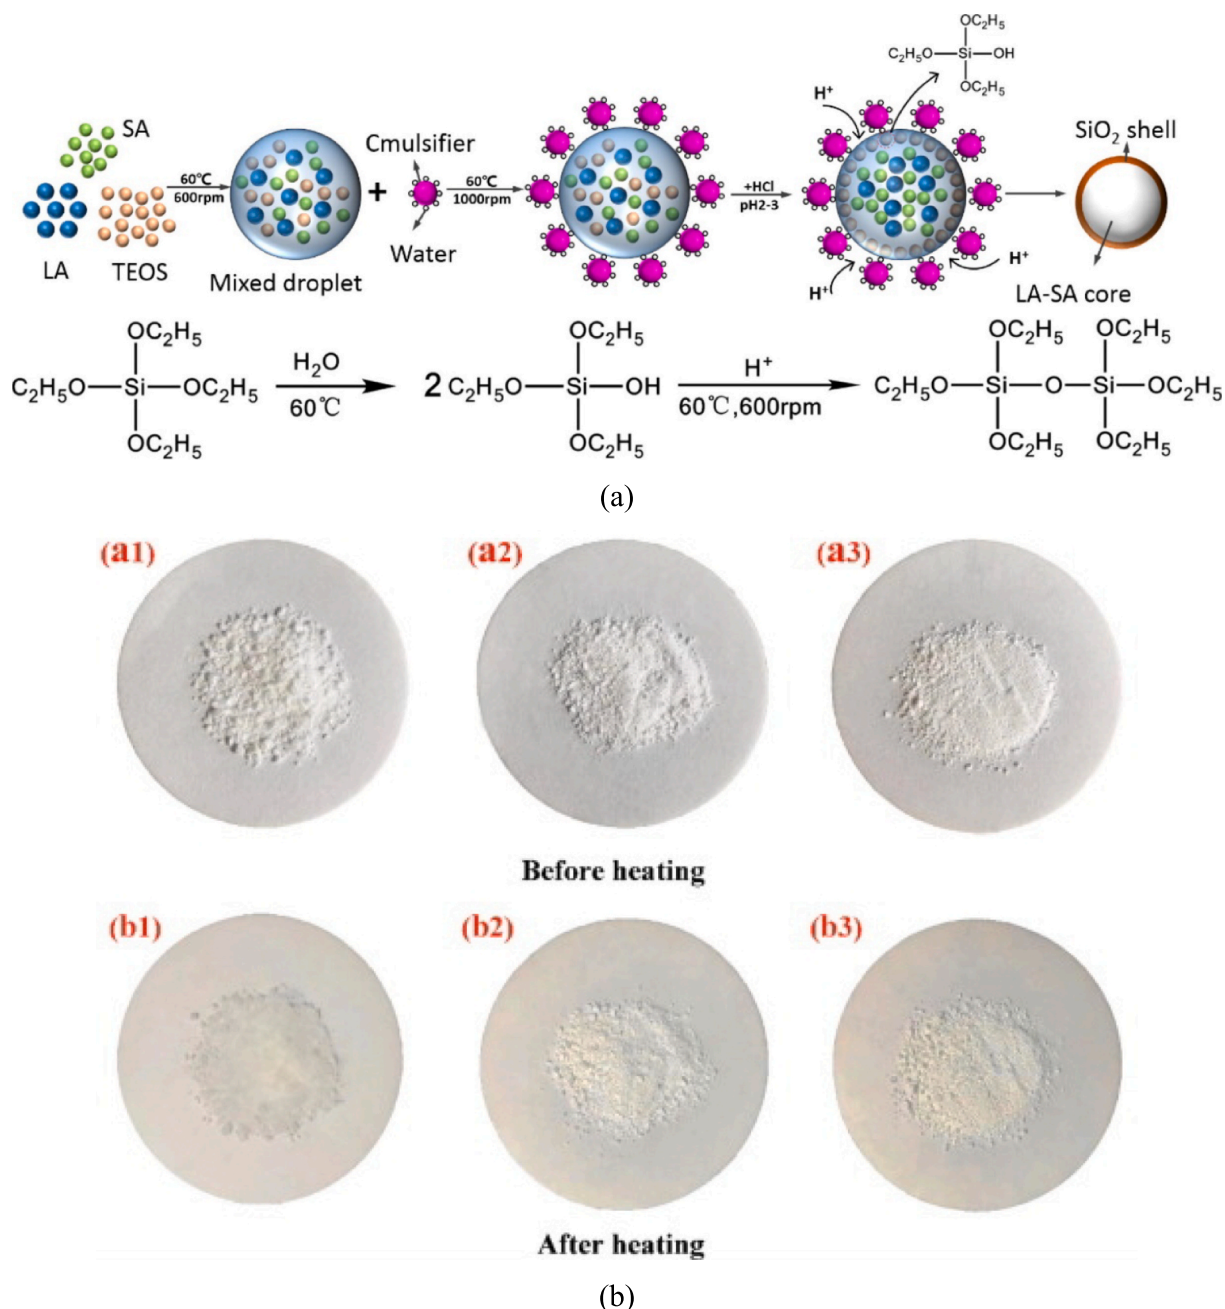 OC₂H₅
C₂H₅O—Si—OH
OC₂H₅
H⁺
SA
Cmulsifier
SiO₂ shell
60℃
600rpm
+
60℃
1000rpm
+HCl
pH2-3
LA
TEOS
Mixed droplet
Water
H⁺
H⁺
LA-SA core
OC₂H₅
C₂H₅O—Si—OC₂H₅
OC₂H₅
H₂O
60℃
OC₂H₅
2 C₂H₅O—Si—OH
OC₂H₅
H⁺
60℃,600rpm
OC₂H₅ OC₂H₅
C₂H₅O—Si—O—Si—OC₂H₅
OC₂H₅ OC₂H₅
(a)
(a1) (a2) (a3)
Before heating
(b1) (b2) (b3)
After heating
(b)